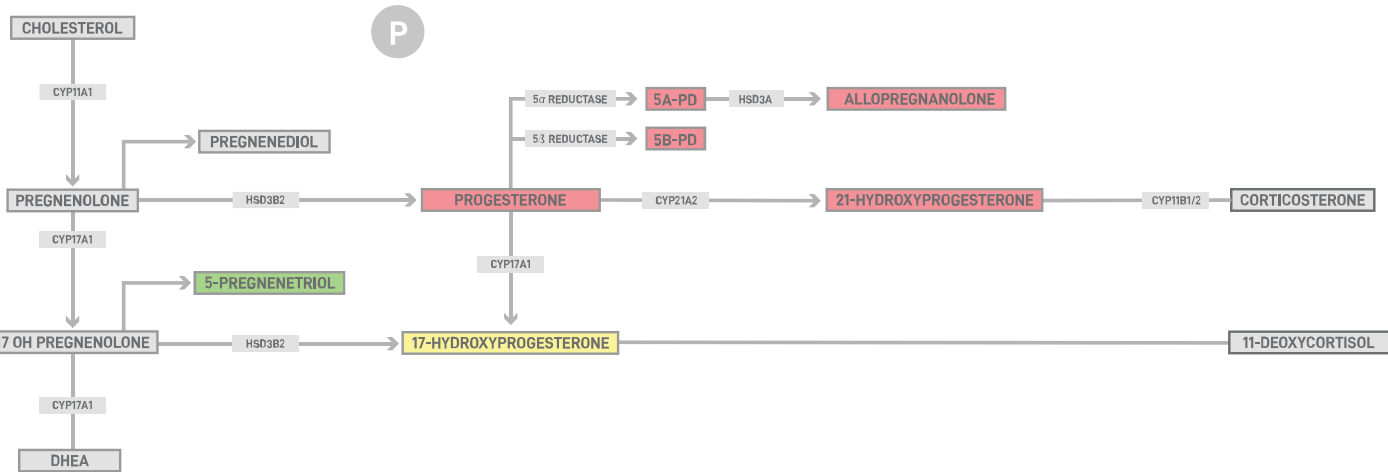 CHOLESTEROL
P
CYP11A1
5α REDUCTASE
5A-PD
HSD3A
ALLOPREGNANOLONE
PREGNENEDIOL
5β REDUCTASE
5B-PD
PREGNENOLONE
HSD3B2
PROGESTERONE
CYP21A2
21-HYDROXYPROGESTERONE
CYP11B1/2
CORTICOSTERONE
CYP17A1
CYP17A1
5-PREGNENETRIOL
7 OH PREGNENOLONE
HSD3B2
17-HYDROXYPROGESTERONE
11-DEOXYCORTISOL
CYP17A1
DHEA